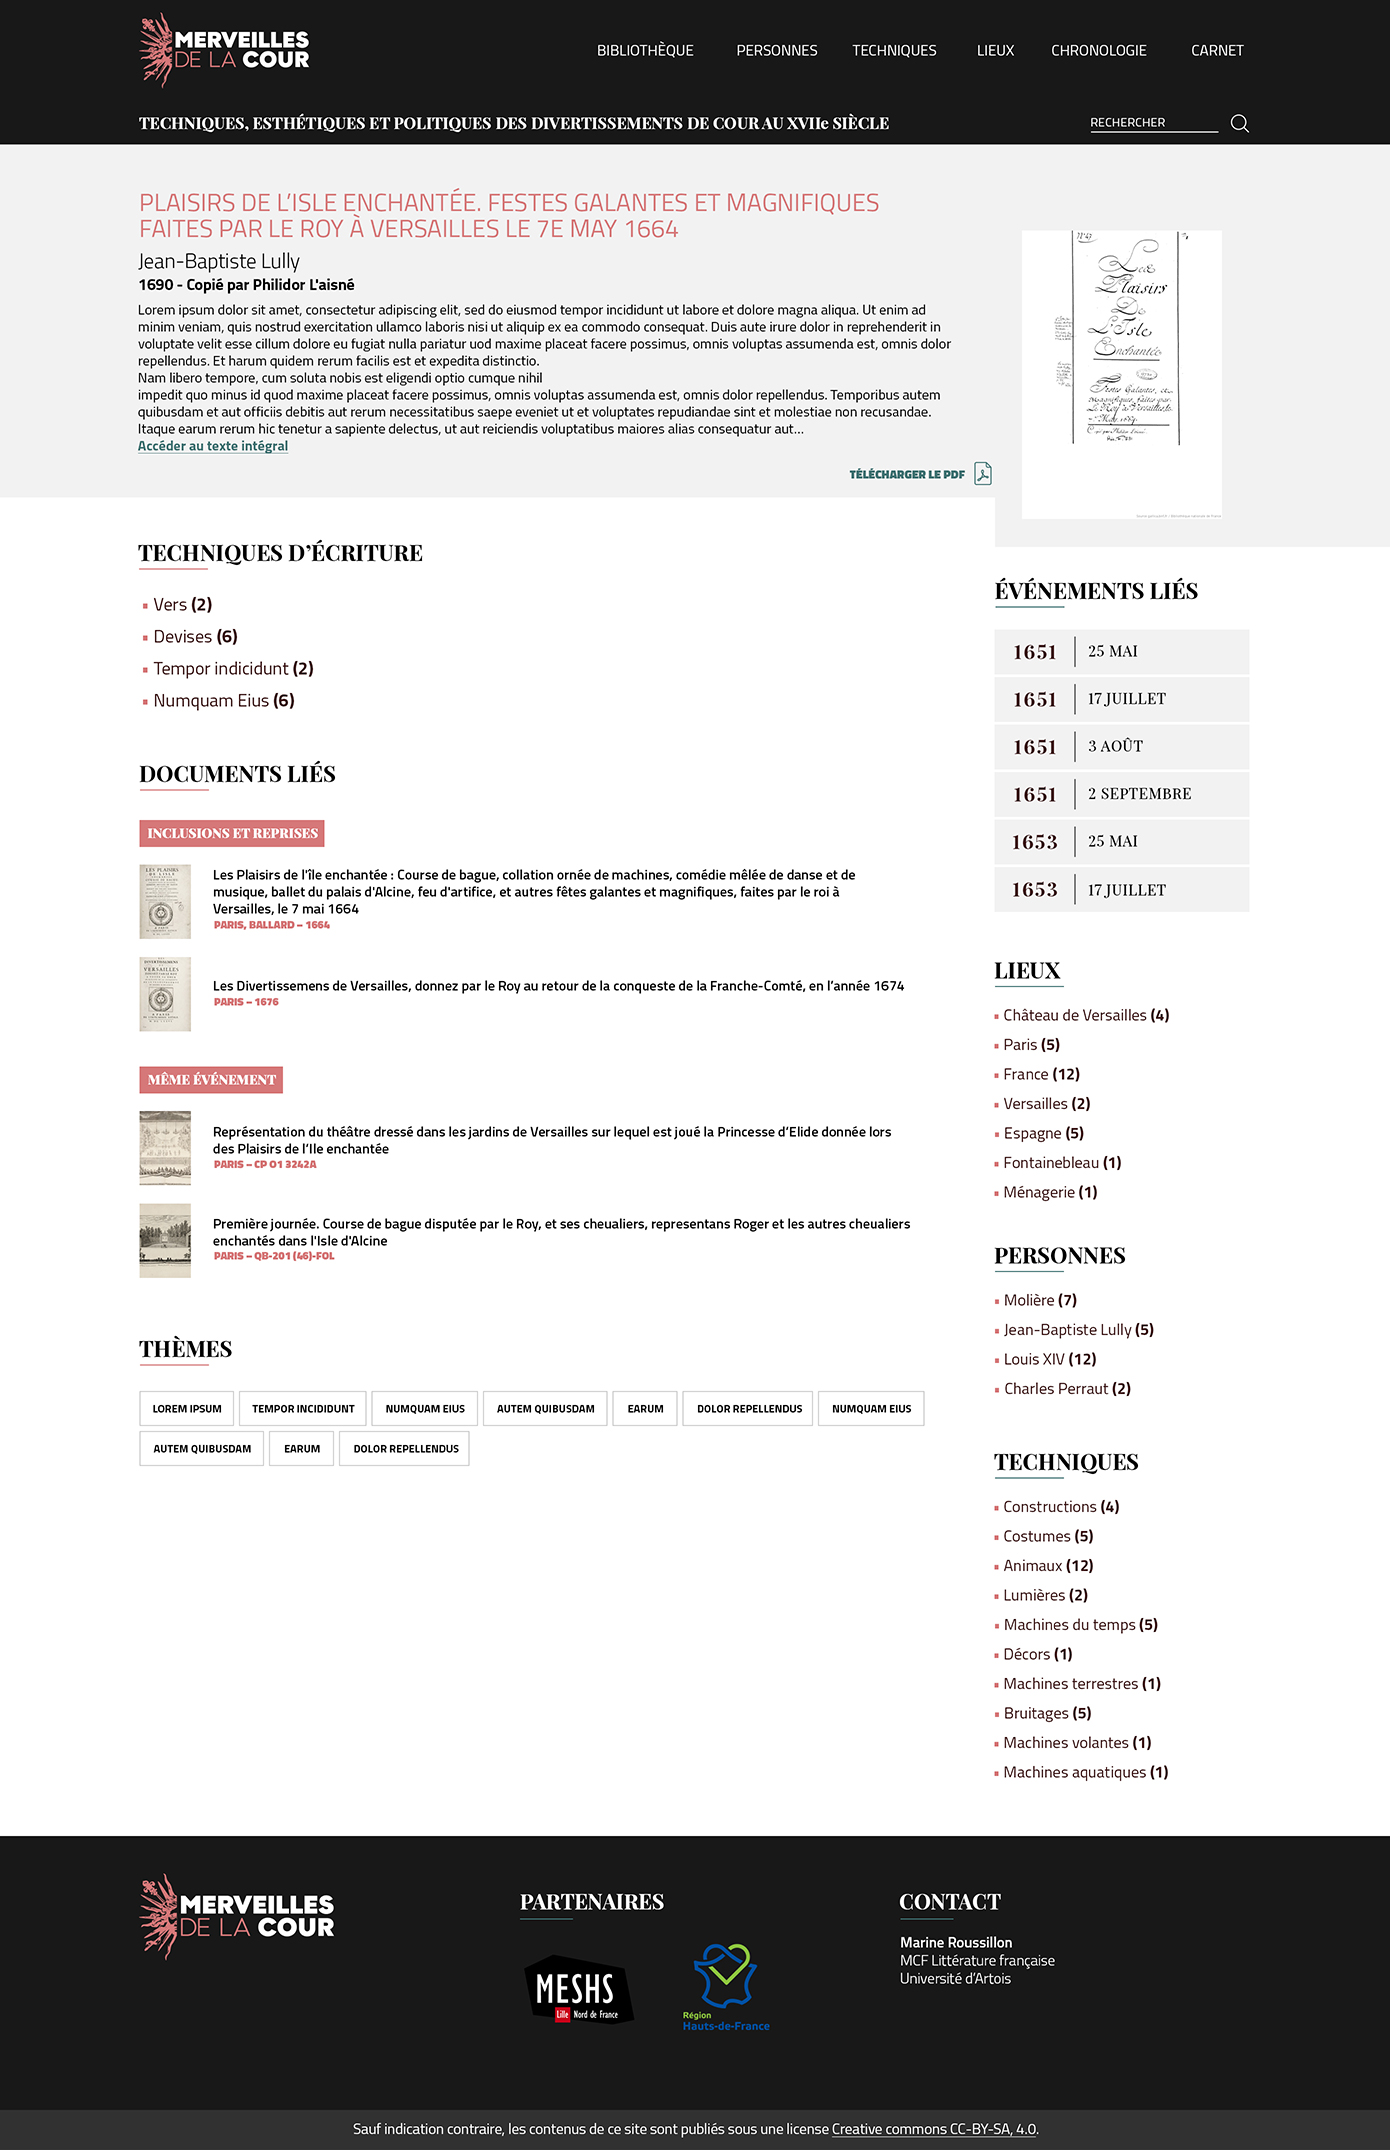 MERVEILLES
DE LA COUR
BIBLIOTHÈQUE PERSONNES TECHNIQUES LIEUX CHRONOLOGIE CARNET
TECHNIQUES, ESTHÉTIQUES ET POLITIQUES DES DIVERTISSEMENTS DE COUR AU XVIIe SIÈCLE
RECHERCHER
PLAISIRS DE L’ISLE ENCHANTÉE. FESTES GALANTES ET MAGNIFIQUES
FAITES PAR LE ROY À VERSAILLES LE 7E MAY 1664
Jean-Baptiste Lully
1690 - Copié par Philidor L'aisné
Lorem ipsum dolor sit amet, consectetur adipiscing elit, sed do eiusmod tempor incididunt ut labore et dolore magna aliqua. Ut enim ad
minim veniam, quis nostrud exercitation ullamco laboris nisi ut aliquip ex ea commodo consequat. Duis aute irure dolor in reprehenderit in
voluptate velit esse cillum dolore eu fugiat nulla pariatur uod maxime placeat facere possimus, omnis voluptas assumenda est, omnis dolor
repellendus. Et harum quidem rerum facilis est et expedita distinctio.
Nam libero tempore, cum soluta nobis est eligendi optio cumque nihil
impedit quo minus id quod maxime placeat facere possimus, omnis voluptas assumenda est, omnis dolor repellendus. Temporibus autem
quibusdam et aut officiis debitis aut rerum necessitatibus saepe eveniet ut et voluptates repudiandae sint et molestiae non recusandae.
Itaque earum rerum hic tenetur a sapiente delectus, ut aut reiciendis voluptatibus maiores alias consequatur aut...
Accéder au texte intégral
TÉLÉCHARGER LE PDF
Les
Plaisirs
De
L'Isle
Enchantée
TECHNIQUES D’ÉCRITURE
Vers (2)
Devises (6)
Tempor indicidunt (2)
Numquam Eius (6)
DOCUMENTS LIÉS
INCLUSIONS ET REPRISES
LES PLAISIRS
DE L'ISLE
Les Plaisirs de l'île enchantée : Course de bague, collation ornée de machines, comédie mêlée de danse et de
musique, ballet du palais d'Alcine, feu d'artifice, et autres fêtes galantes et magnifiques, faites par le roi à
Versailles, le 7 mai 1664
PARIS, BALLARD – 1664
VERSAILLES
Les Divertissemens de Versailles, donnez par le Roy au retour de la conqueste de la Franche-Comté, en l’année 1674
PARIS – 1676
MÊME ÉVÉNEMENT
Représentation du théâtre dressé dans les jardins de Versailles sur lequel est joué la Princesse d’Elide donnée lors
des Plaisirs de l’Ile enchantée
PARIS – CP O1 3242A
Première journée. Course de bague disputée par le Roy, et ses cheualiers, representans Roger et les autres cheualiers
enchantés dans l'Isle d'Alcine
PARIS – QB-201 (46)-FOL
THÈMES
LOREM IPSUM TEMPOR INCIDIDUNT NUMQUAM EIUS AUTEM QUIBUSDAM EARUM DOLOR REPELLENDUS NUMQUAM EIUS
AUTEM QUIBUSDAM EARUM DOLOR REPELLENDUS
ÉVÉNEMENTS LIÉS
1651 25 MAI
1651 17 JUILLET
1651 3 AOÛT
1651 2 SEPTEMBRE
1653 25 MAI
1653 17 JUILLET
LIEUX
Château de Versailles (4)
Paris (5)
France (12)
Versailles (2)
Espagne (5)
Fontainebleau (1)
Ménagerie (1)
PERSONNES
Molière (7)
Jean-Baptiste Lully (5)
Louis XIV (12)
Charles Perraut (2)
TECHNIQUES
Constructions (4)
Costumes (5)
Animaux (12)
Lumières (2)
Machines du temps (5)
Décors (1)
Machines terrestres (1)
Bruitages (5)
Machines volantes (1)
Machines aquatiques (1)
MERVEILLES
DE LA COUR
PARTENAIRES
MESHS
Lille Nord de France
Région
Hauts-de-France
CONTACT
Marine Roussillon
MCF Littérature française
Université d’Artois
Sauf indication contraire, les contenus de ce site sont publiés sous une license Creative commons CC-BY-SA, 4.0.